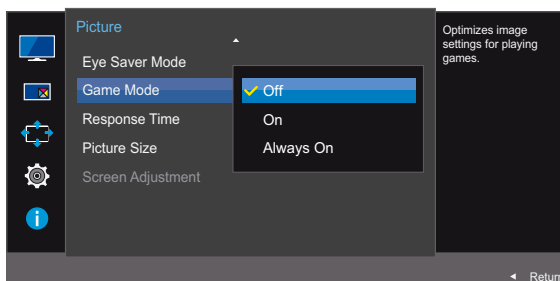 Picture
Eye Saver Mode
Game Mode
Response Time
Picture Size
Screen Adjustment
Off
On
Always On
Optimizes image
settings for playing
games.
Return